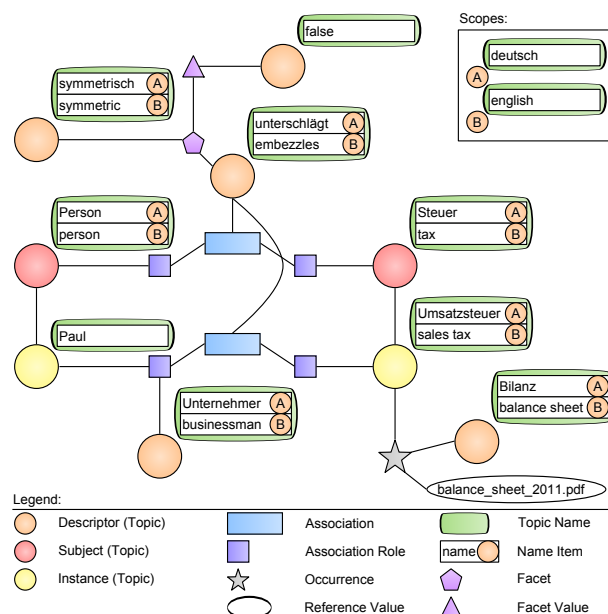 Scopes:
false
deutsch
A
english
B
symmetrisch A
symmetric B
unterschlägt A
embezzles B
Person A
person B
Steuer A
tax B
Umsatzsteuer A
sales tax B
Paul
Unternehmer A
businessman B
Bilanz A
balance sheet B
balance_sheet_2011.pdf
Legend:
Descriptor (Topic)
Association
Topic Name
Subject (Topic)
Association Role
name
Name Item
Instance (Topic)
Occurrence
Facet
Reference Value
Facet Value